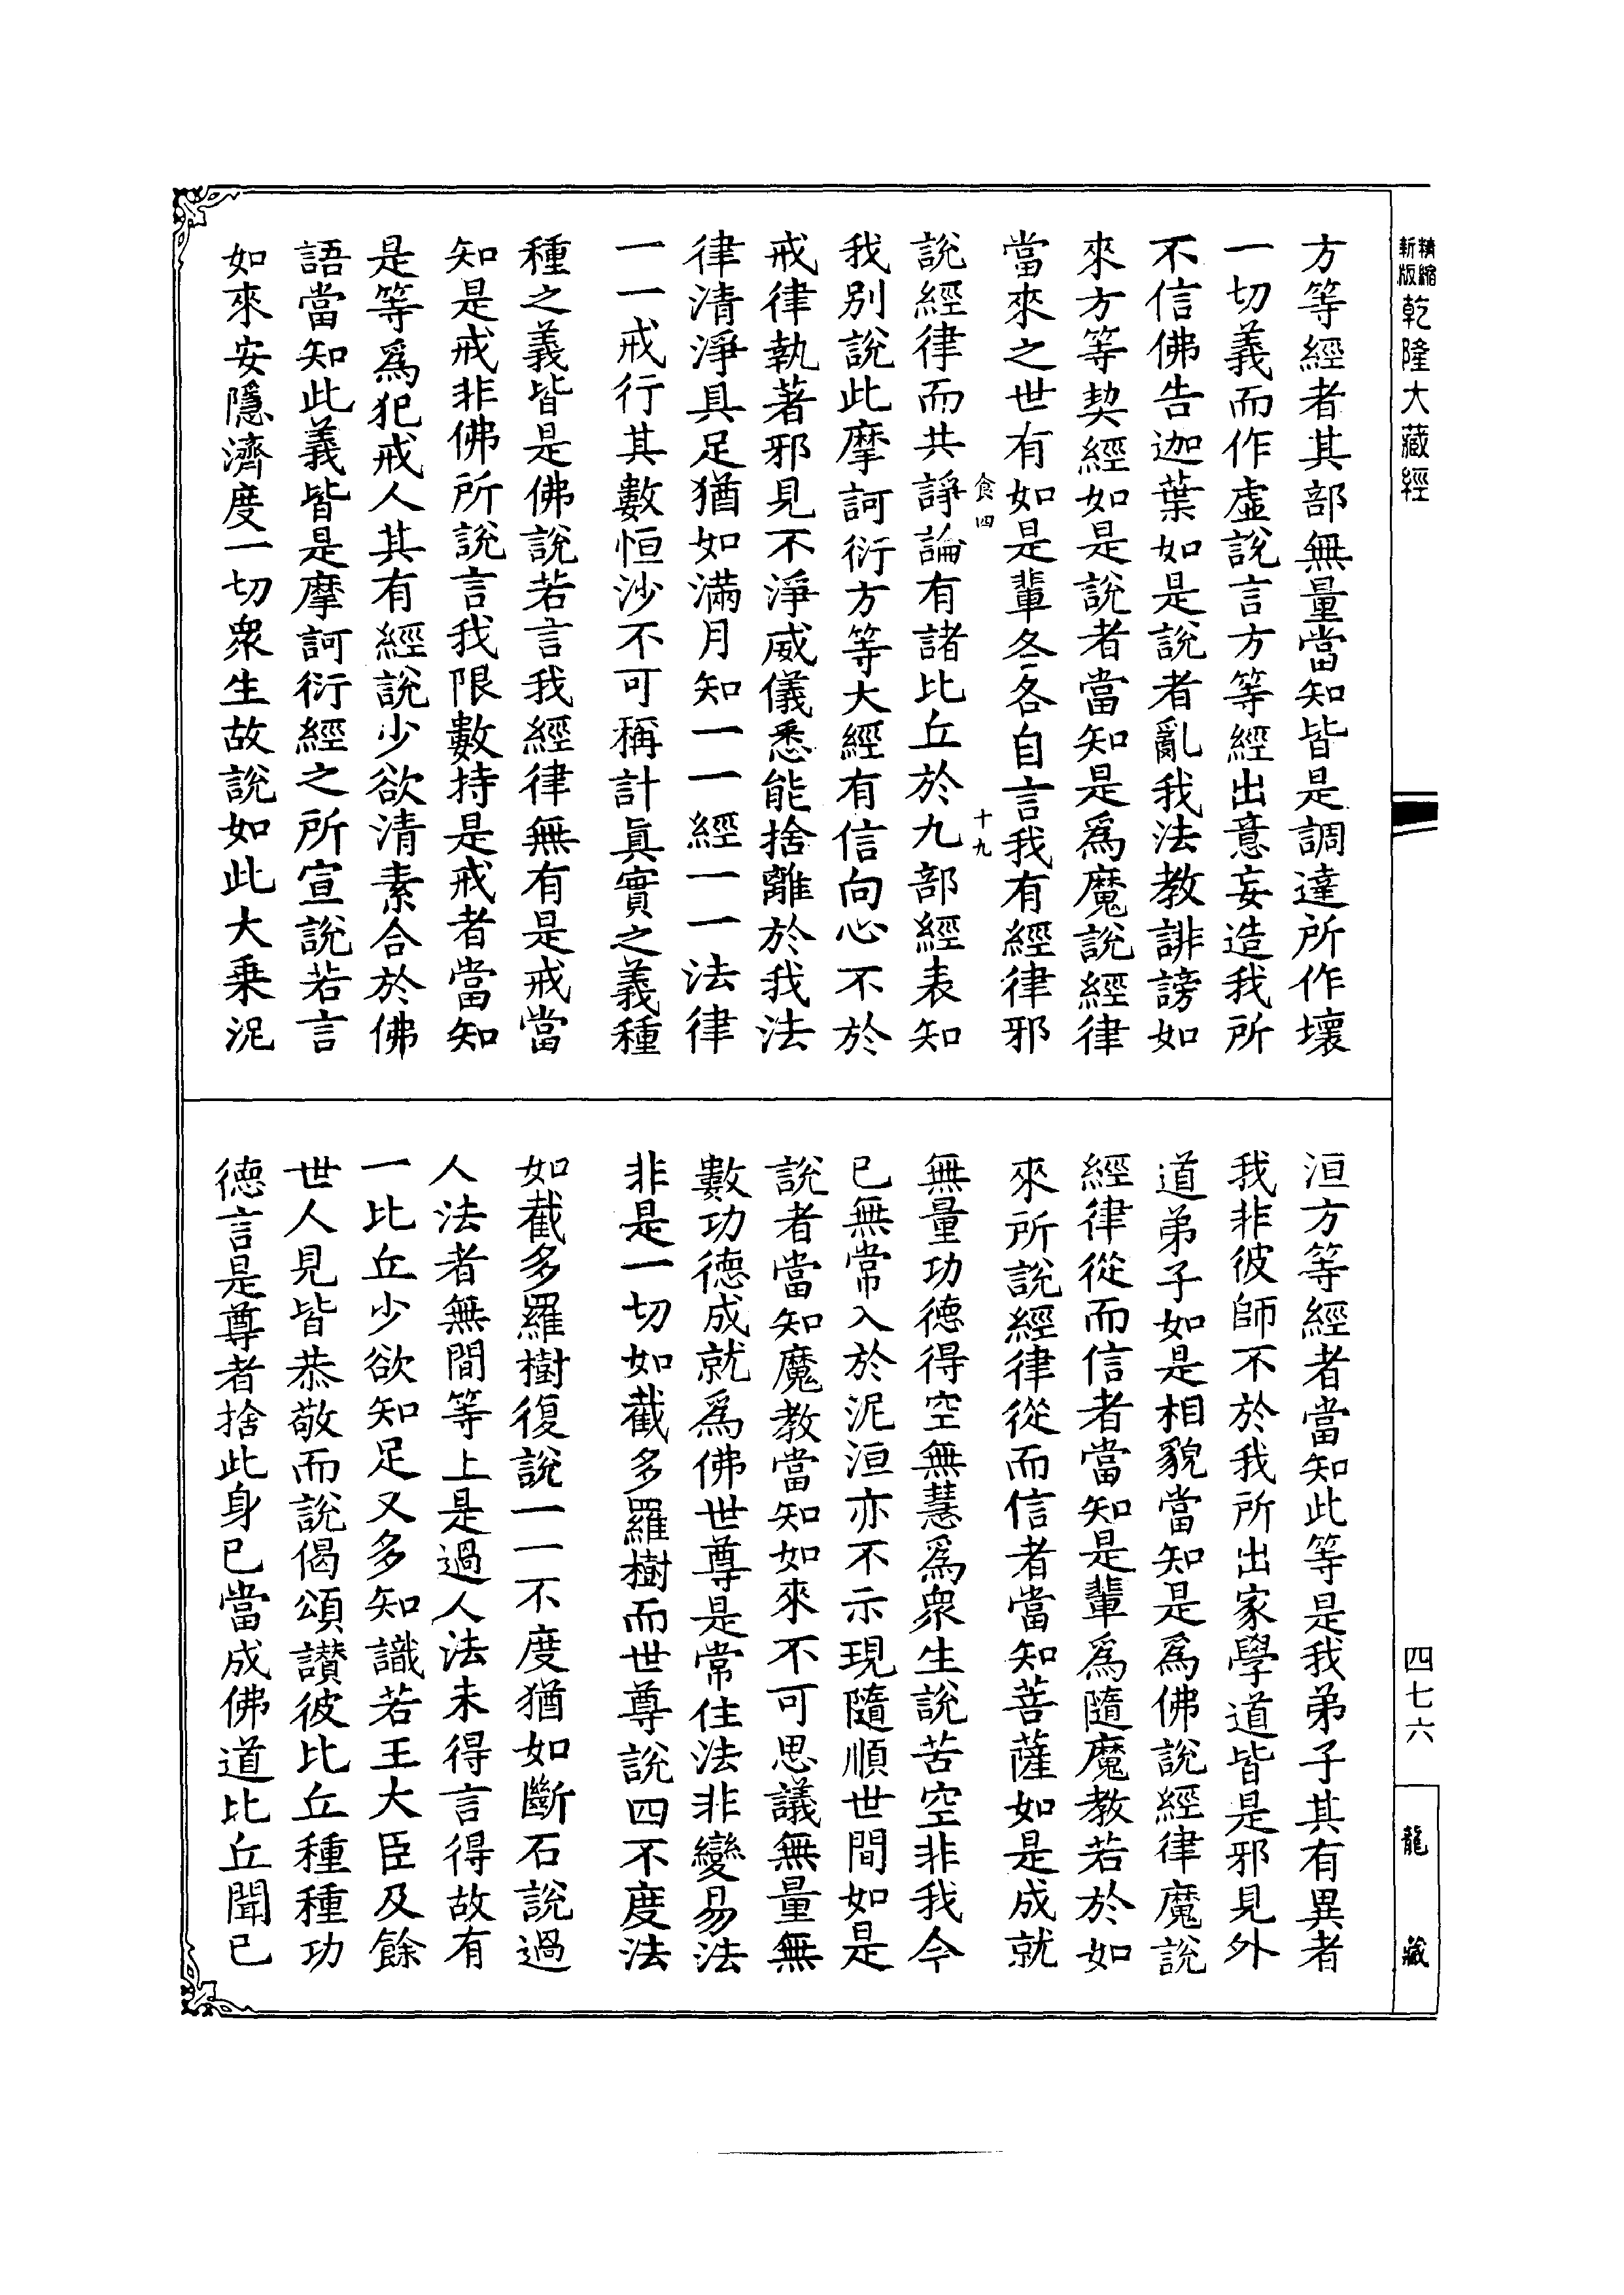 精縮新版乾隆大藏經
方等經者其部無量當知皆是調達所作壞
一切義而作虛說言方等經出意妄造我所
不信佛告迦葉如是說者亂我法教誹謗如
來方等契經如是說者當知是爲魔說經律
當來之世有如是輩各各自言我有經律邪
食四
十九
說經律而共諍論有諸比丘於九部經表知
我別說此摩訶衍方等大經有信向心不於
戒律執著邪見不淨威儀悉能捨離於我法
律清淨具足猶如滿月知一一經一一法律
一一戒行其數恒沙不可稱計眞實之義種
種之義皆是佛說若言我經律無有是戒當
知是戒非佛所說言我限數持是戒者當知
是等爲犯戒人其有經說少欲清素合於佛
語當知此義皆是摩訶衍經之所宣說若言
如來安隱濟度一切衆生故說如此大乗泥
洹方等經者當知此等是我弟子其有異者
我非彼師不於我所出家學道皆是邪見外
道弟子如是相貌當知是爲佛說經律魔說
經律從而信者當知是輩爲隨魔教若於如
來所說經律從而信者當知菩薩如是成就
無量功德得空無慧爲衆生說苦空非我今
已無常入於泥洹亦不示現隨順世間如是
說者當知魔教當知如來不可思議無量無
數功德成就爲佛世尊是常住法非變易法
非是一切如截多羅樹而世尊說四不度法
如截多羅樹復說一一不度猶如斷石說過
人法者無間等上是過人法未得言得故有
一比丘少欲知足又多知識若王大臣及餘
世人見皆恭敬而說偈頌讃彼比丘種種功
德言是尊者捨此身已當成佛道比丘聞已
四七六
龍藏